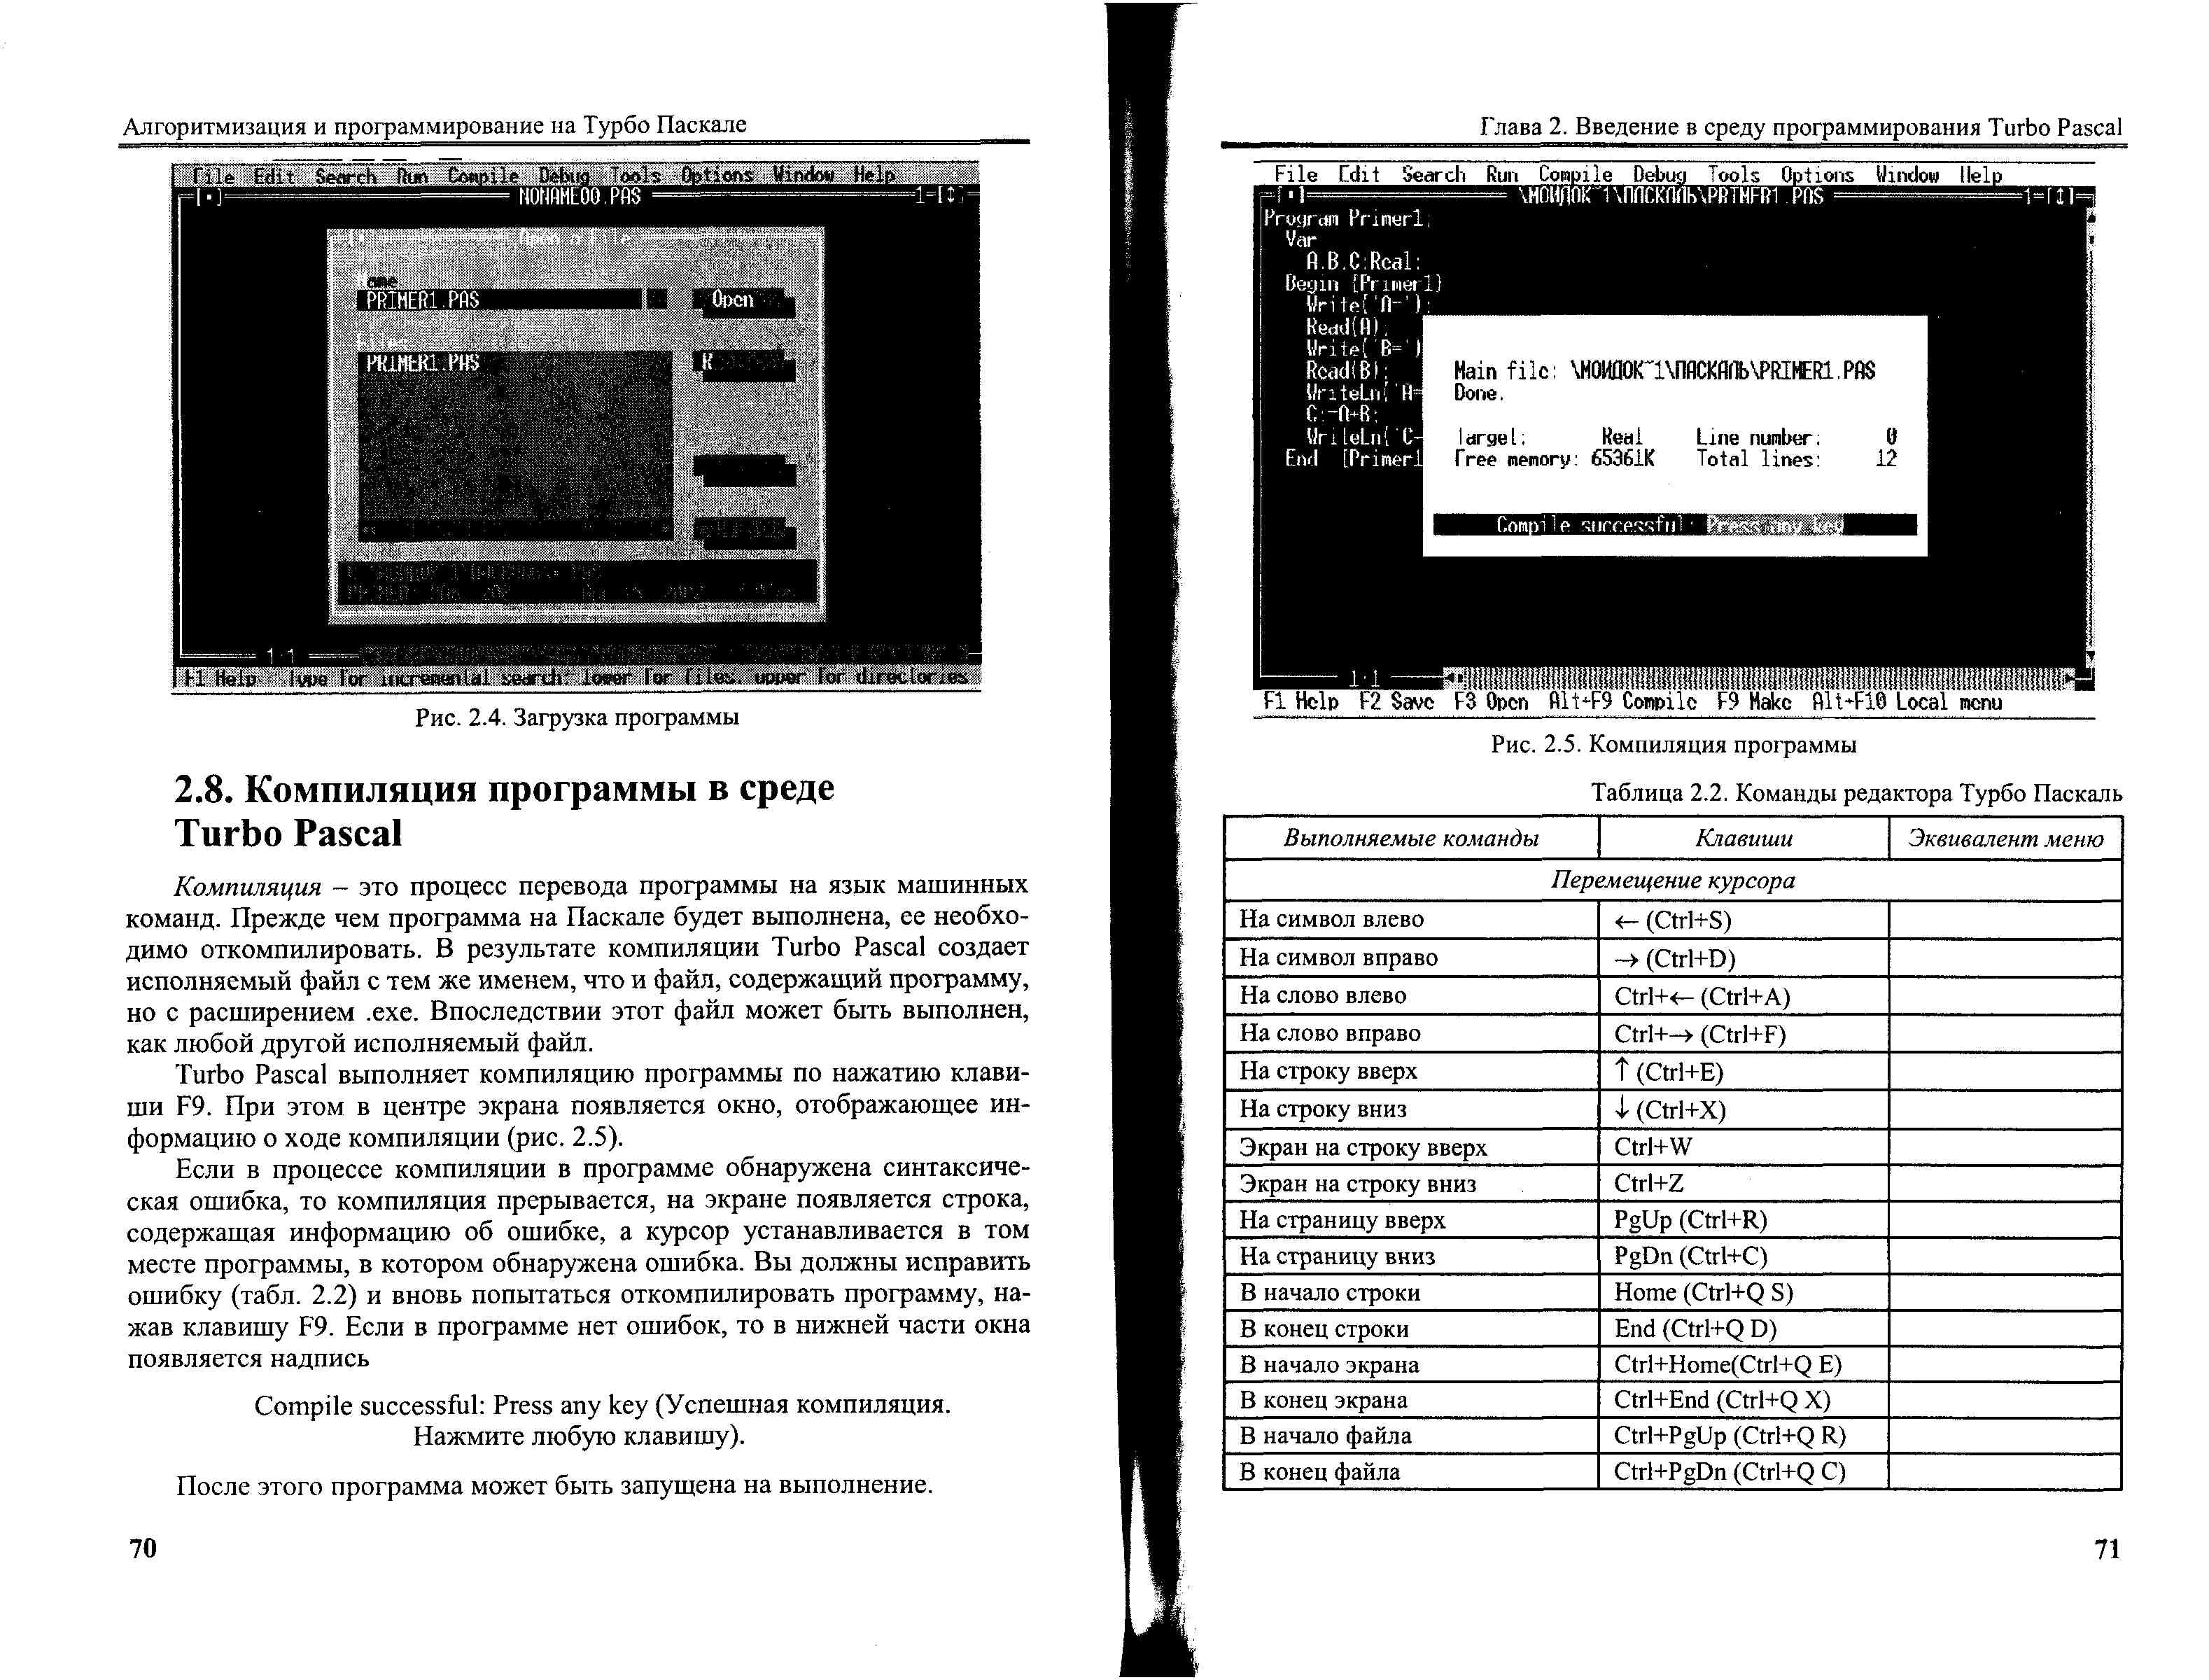 Алгоритмизация и программирование на Турбо Паскале
File Edit Search Run Compile Debug Tools Options Window Help
NONAME00.PAS
Open a File
Name
PRIMER1.PAS
Open
Files
PRIMER1.PAS
1:1
F1 Help Type for incremental search: lower for files, upper for directories
Рис. 2.4. Загрузка программы
2.8. Компиляция программы в среде
Turbo Pascal
Компиляция – это процесс перевода программы на язык машинных
команд. Прежде чем программа на Паскале будет выполнена, ее необхо-
димо откомпилировать. В результате компиляции Turbo Pascal создает
исполняемый файл с тем же именем, что и файл, содержащий программу,
но с расширением .exe. Впоследствии этот файл может быть выполнен,
как любой другой исполняемый файл.
Turbo Pascal выполняет компиляцию программы по нажатию клави-
ши F9. При этом в центре экрана появляется окно, отображающее ин-
формацию о ходе компиляции (рис. 2.5).
Если в процессе компиляции в программе обнаружена синтаксиче-
ская ошибка, то компиляция прерывается, на экране появляется строка,
содержащая информацию об ошибке, а курсор устанавливается в том
месте программы, в котором обнаружена ошибка. Вы должны исправить
ошибку (табл. 2.2) и вновь попытаться откомпилировать программу, на-
жав клавишу F9. Если в программе нет ошибок, то в нижней части окна
появляется надпись
Compile successful: Press any key (Успешная компиляция.
Нажмите любую клавишу).
После этого программа может быть запущена на выполнение.
70
Глава 2. Введение в среду программирования Turbo Pascal
File Edit Search Run Compile Debug Tools Options Window Help
\МОИДОК~1\ПАСКАЛЬ\PRIMER1.PAS
Program Primer1;
Var
A,B,C:Real;
Begin {Primer1}
Write('A=');
Read(A);
Write('B=')
Read(B);
WriteLn('A=
C:=A+B;
WriteLn('C=
End {Primer1
Main file: \МОИДОК~1\ПАСКАЛЬ\PRIMER1.PAS
Done.
Target: Real Line number: 0
Free memory: 65361K Total lines: 12
Compile successful: Press any key
1:1
F1 Help F2 Save F3 Open Alt+F9 Compile F9 Make Alt+F10 Local menu
Рис. 2.5. Компиляция программы
Таблица 2.2. Команды редактора Турбо Паскаль
Выполняемые команды Клавиши Эквивалент меню
Перемещение курсора
На символ влево ← (Ctrl+S)
На символ вправо → (Ctrl+D)
На слово влево Ctrl+← (Ctrl+A)
На слово вправо Ctrl+→ (Ctrl+F)
На строку вверх ↑ (Ctrl+E)
На строку вниз ↓ (Ctrl+X)
Экран на строку вверх Ctrl+W
Экран на строку вниз Ctrl+Z
На страницу вверх PgUp (Ctrl+R)
На страницу вниз PgDn (Ctrl+C)
В начало строки Home (Ctrl+Q S)
В конец строки End (Ctrl+Q D)
В начало экрана Ctrl+Home(Ctrl+Q E)
В конец экрана Ctrl+End (Ctrl+Q X)
В начало файла Ctrl+PgUp (Ctrl+Q R)
В конец файла Ctrl+PgDn (Ctrl+Q C)
71